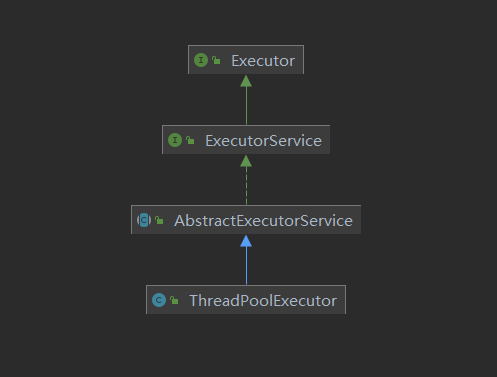 Executor
ExecutorService
AbstractExecutorService
ThreadPoolExecutor